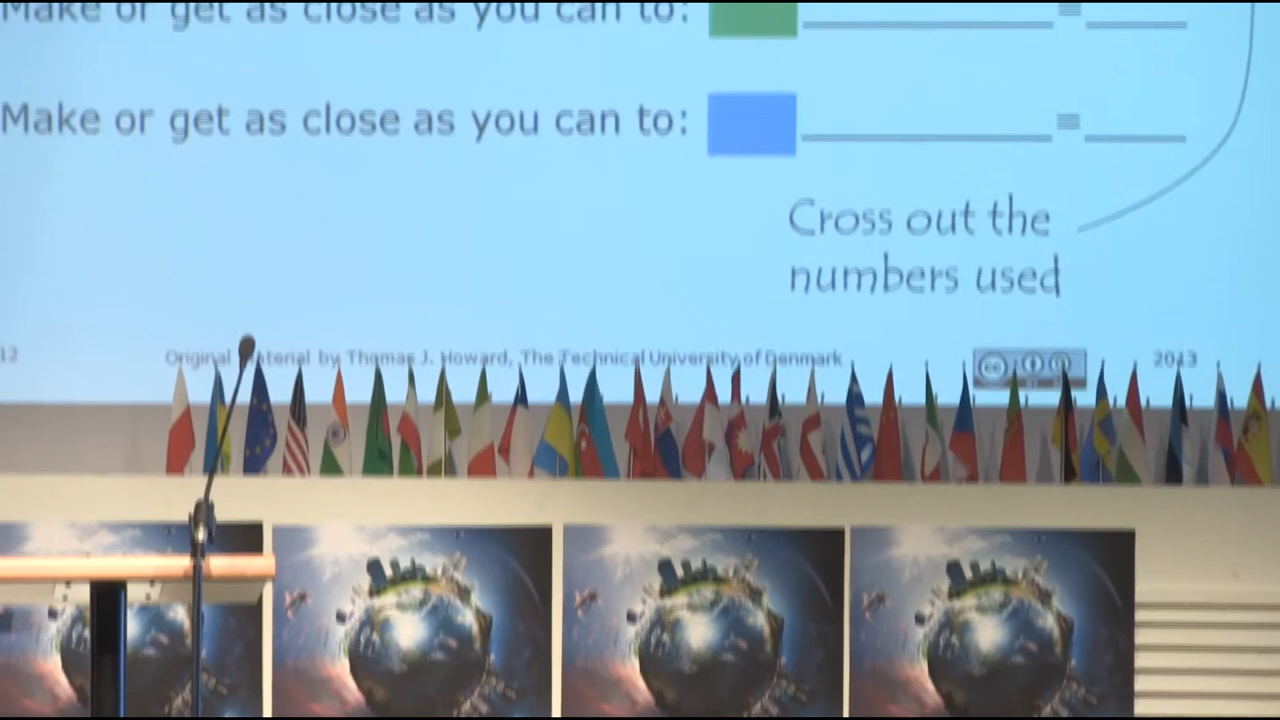 Make or get as close as you can to: =
Make or get as close as you can to: =
Cross out the
numbers used
12
Original Material by Thomas J. Howard, The Technical University of Denmark
cc
2013